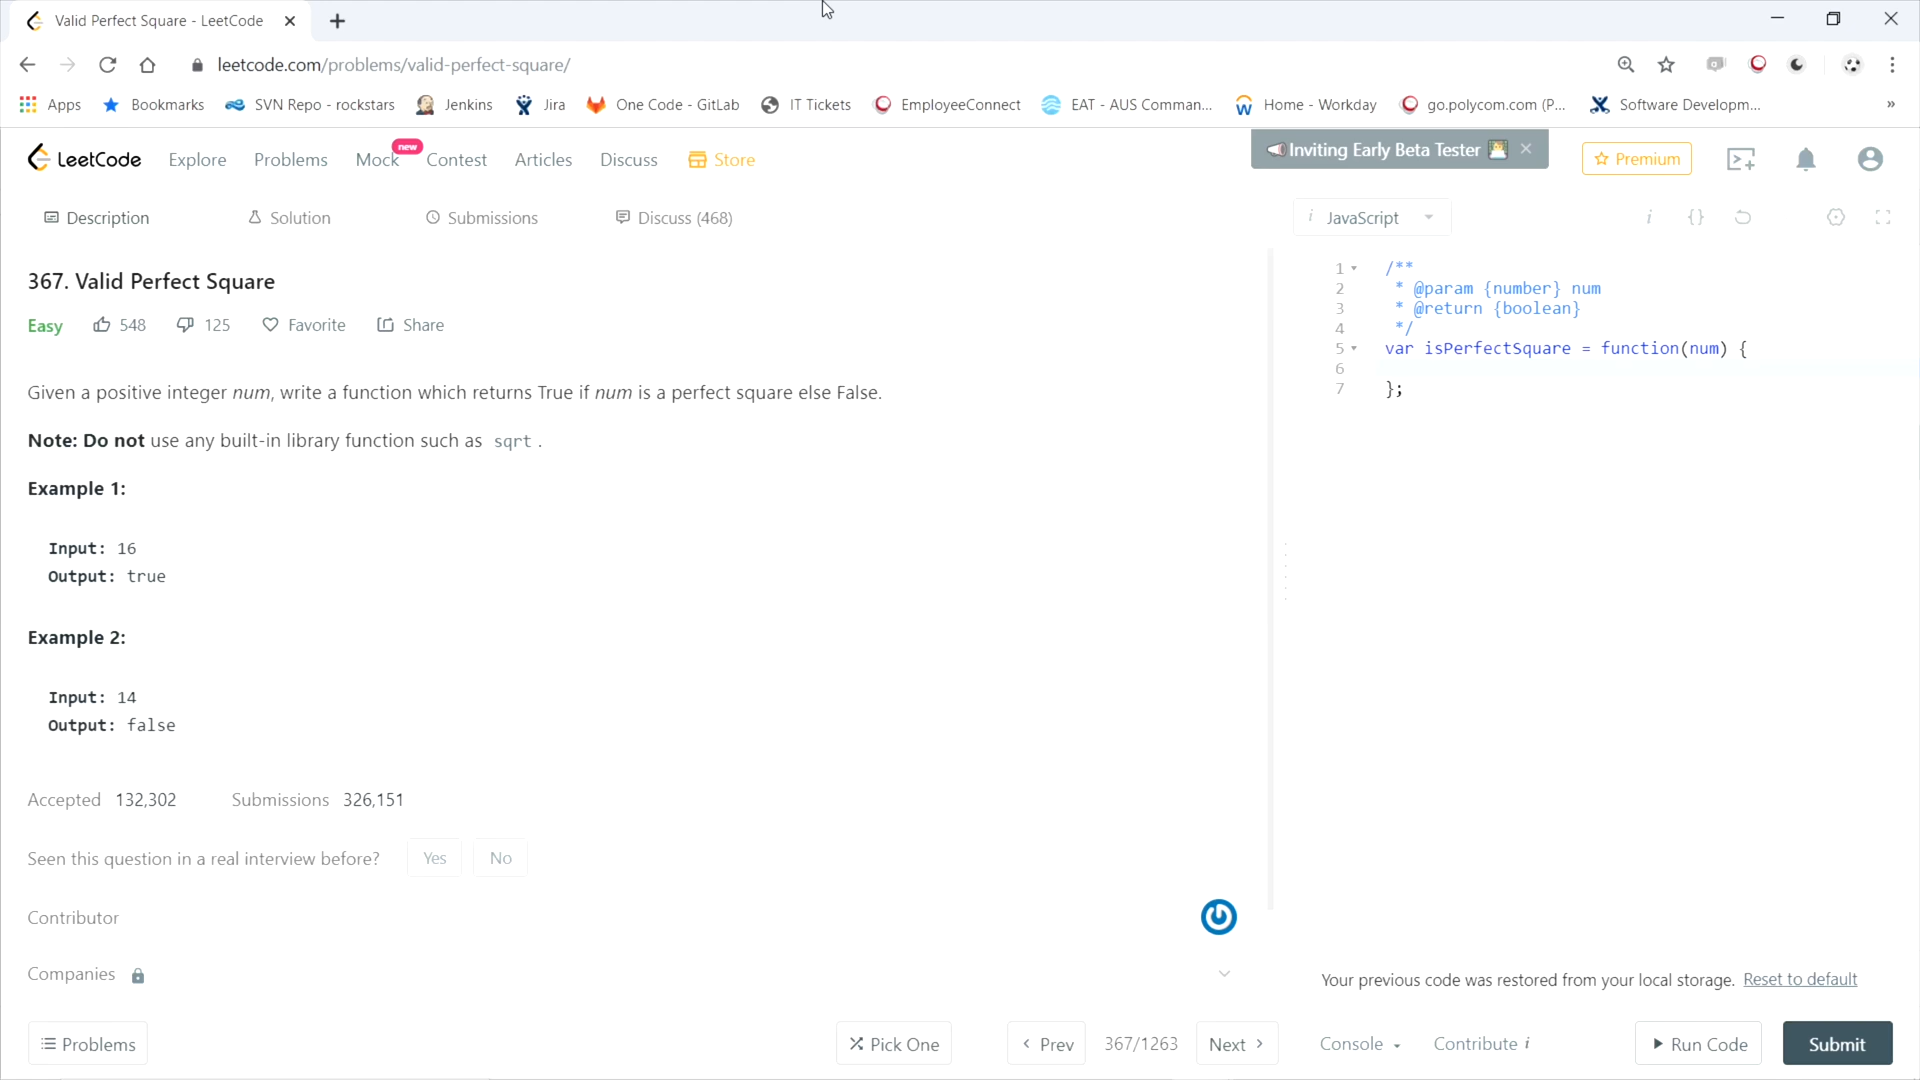 Valid Perfect Square - LeetCode
leetcode.com/problems/valid-perfect-square/
Apps Bookmarks SVN Repo - rockstars Jenkins Jira One Code - GitLab IT Tickets EmployeeConnect EAT - AUS Comman... Home - Workday go.polycom.com (P... Software Developm... »
LeetCode Explore Problems Mock new Contest Articles Discuss Store Inviting Early Beta Tester Premium
Description Solution Submissions Discuss (468) i JavaScript i {}
367. Valid Perfect Square
Easy 548 125 Favorite Share
Given a positive integer num, write a function which returns True if num is a perfect square else False.
Note: Do not use any built-in library function such as sqrt .
Example 1:
Input: 16
Output: true
Example 2:
Input: 14
Output: false
Accepted 132,302 Submissions 326,151
Seen this question in a real interview before? Yes No
Contributor
Companies
1 /**
2 * @param {number} num
3 * @return {boolean}
4 */
5 var isPerfectSquare = function(num) {
6
7 };
Your previous code was restored from your local storage. Reset to default
Problems Pick One Prev 367/1263 Next Console Contribute i Run Code Submit